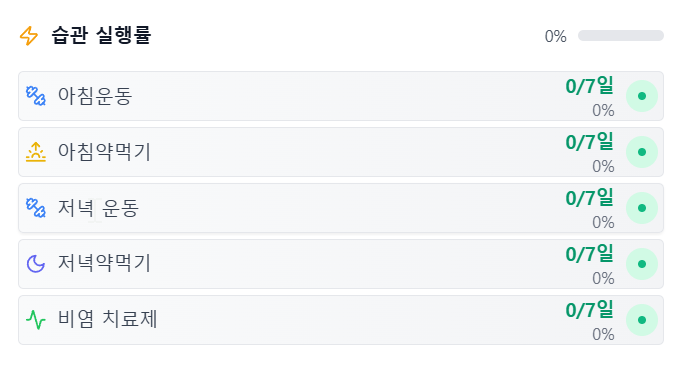 습관 실행률 0%
아침운동 0/7일
0%
아침약먹기 0/7일
0%
저녁 운동 0/7일
0%
저녁약먹기 0/7일
0%
비염 치료제 0/7일
0%